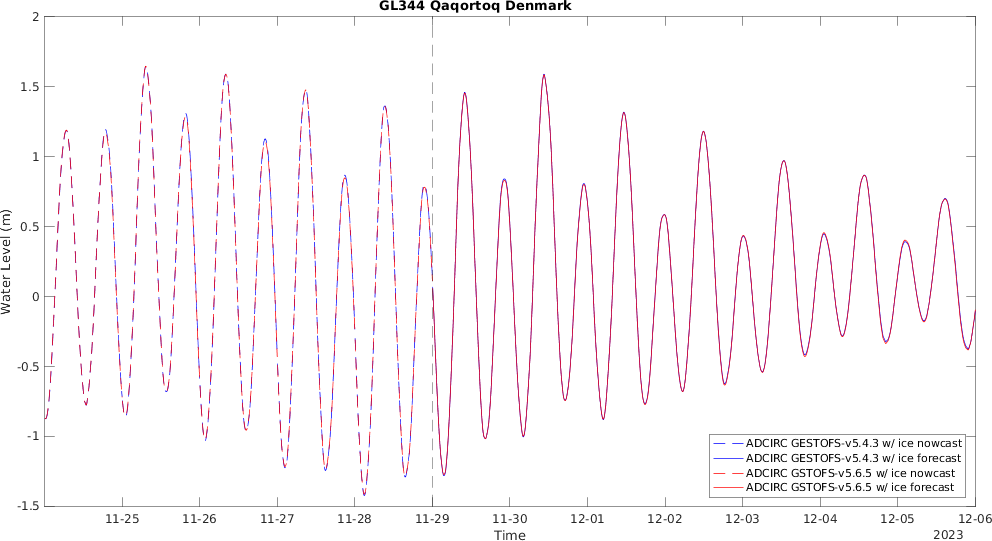 GL344 Qaqortoq Denmark
2
1.5
1
0.5
0
-0.5
-1
-1.5
Water Level (m)
11-25 11-26 11-27 11-28 11-29 11-30 12-01 12-02 12-03 12-04 12-05 12-06
Time
2023
ADCIRC GESTOFS-v5.4.3 w/ ice nowcast
ADCIRC GESTOFS-v5.4.3 w/ ice forecast
ADCIRC GSTOFS-v5.6.5 w/ ice nowcast
ADCIRC GSTOFS-v5.6.5 w/ ice forecast